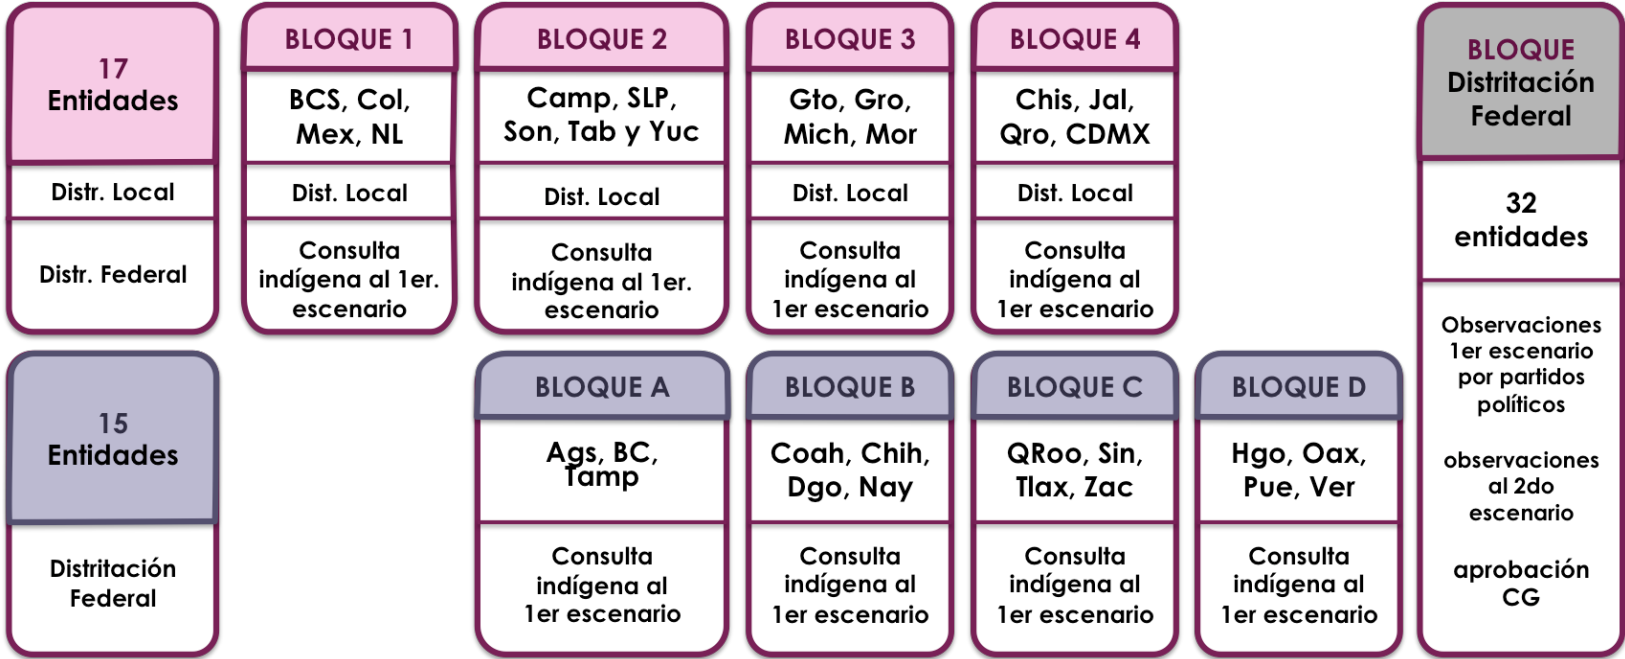 17
Entidades
Distr. Local
Distr. Federal
BLOQUE 1
BCS, Col,
Mex, NL
Dist. Local
Consulta
indígena al 1er.
escenario
BLOQUE 2
Camp, SLP,
Son, Tab y Yuc
Dist. Local
Consulta
indígena al 1er.
escenario
BLOQUE 3
Gto, Gro,
Mich, Mor
Dist. Local
Consulta
indígena al
1er escenario
BLOQUE 4
Chis, Jal,
Qro, CDMX
Dist. Local
Consulta
indígena al
1er escenario
15
Entidades
Distritación
Federal
BLOQUE A
Ags, BC,
Tamp
Consulta
indígena al
1er escenario
BLOQUE B
Coah, Chih,
Dgo, Nay
Consulta
indígena al
1er escenario
BLOQUE C
QRoo, Sin,
Tlax, Zac
Consulta
indígena al
1er escenario
BLOQUE D
Hgo, Oax,
Pue, Ver
Consulta
indígena al
1er escenario
BLOQUE
Distritación
Federal
32
entidades
Observaciones
1er escenario
por partidos
políticos
observaciones
al 2do
escenario
aprobación
CG